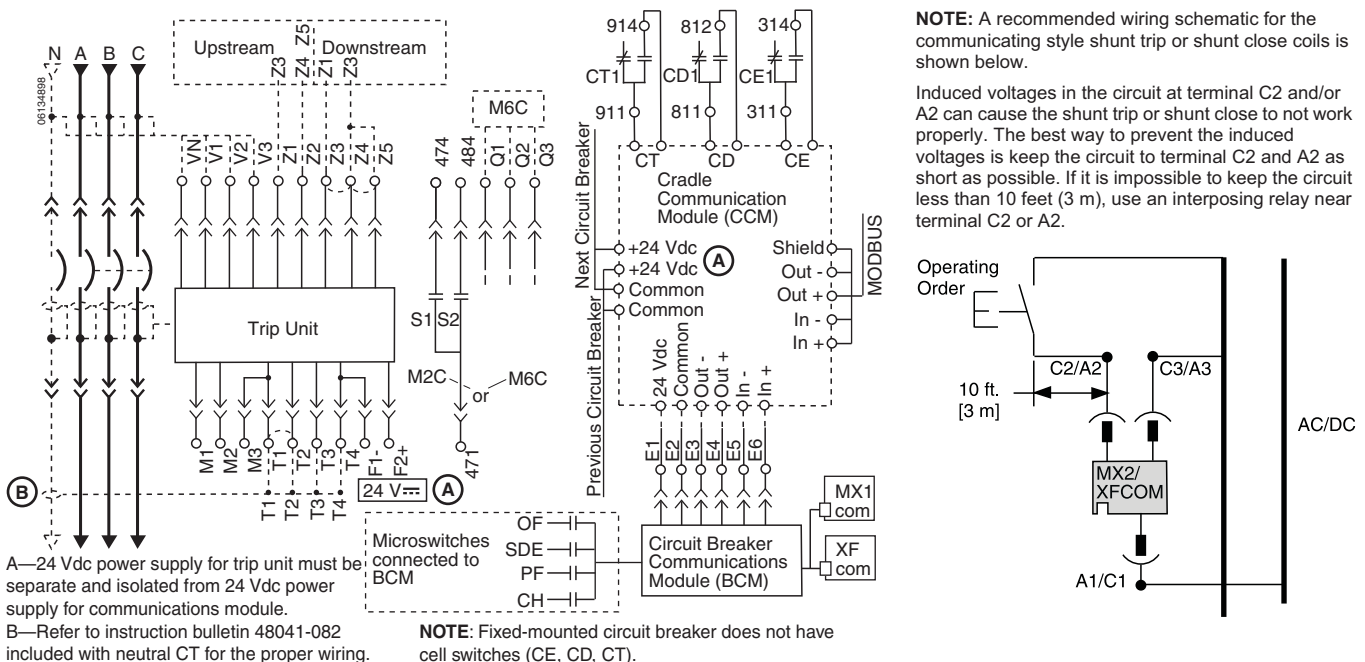 N A B C
06134898
Upstream
Z5
Downstream
Z3
Z4
Z1
Z3
VN
V1
V2
V3
Z1
Z2
Z3
Z4
Z5
Trip Unit
M1
M2
M3
T1
T2
T3
T4
F1-
F2+
T1
T2
T3
T4
24 V
A
B
474
484
M6C
Q1
Q2
Q3
S1 S2
M2C
or
M6C
471
914
812
314
CT1
CD1
CE1
911
811
311
CT
CD
CE
Cradle
Communication
Module (CCM)
Next Circuit Breaker
Previous Circuit Breaker
+24 Vdc
+24 Vdc
Common
Common
A
Shield
Out -
Out +
In -
In +
MODBUS
24 Vdc
Common
Out -
Out +
In -
In +
E1
E2
E3
E4
E5
E6
Microswitches
connected to
BCM
OF
SDE
PF
CH
Circuit Breaker
Communications
Module (BCM)
MX1
com
XF
com
A—24 Vdc power supply for trip unit must be
separate and isolated from 24 Vdc power
supply for communications module.
B—Refer to instruction bulletin 48041-082
included with neutral CT for the proper wiring.
NOTE: Fixed-mounted circuit breaker does not have
cell switches (CE, CD, CT).
NOTE: A recommended wiring schematic for the
communicating style shunt trip or shunt close coils is
shown below.
Induced voltages in the circuit at terminal C2 and/or
A2 can cause the shunt trip or shunt close to not work
properly. The best way to prevent the induced
voltages is keep the circuit to terminal C2 and A2 as
short as possible. If it is impossible to keep the circuit
less than 10 feet (3 m), use an interposing relay near
terminal C2 or A2.
Operating
Order
C2/A2
C3/A3
10 ft.
[3 m]
AC/DC
MX2/
XFCOM
A1/C1